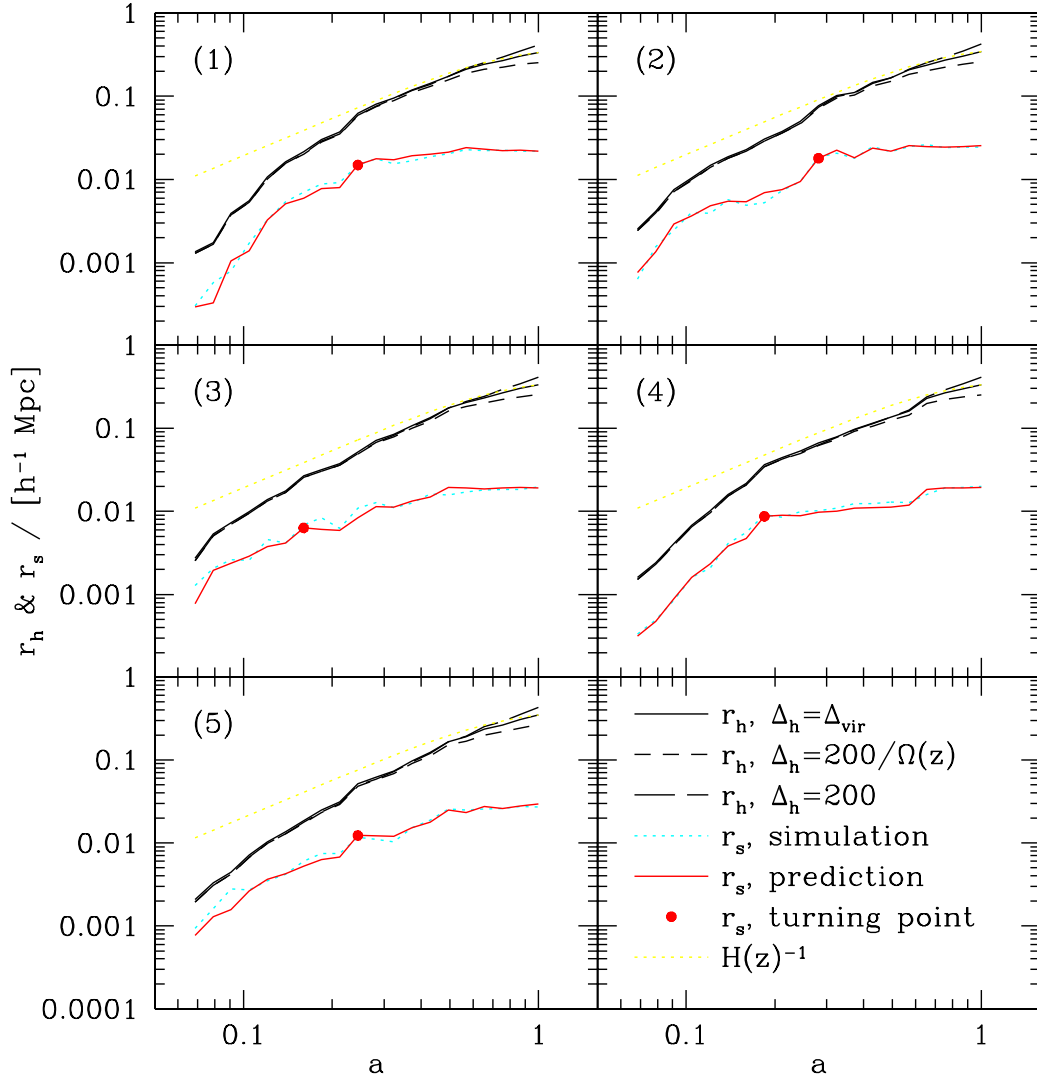 1
0.1
0.01
0.001
(1)
(2)
1
0.1
0.01
0.001
(3)
(4)
1
0.1
0.01
0.001
0.0001
(5)
r_h, Δ_h=Δ_vir
r_h, Δ_h=200/Ω(z)
r_h, Δ_h=200
r_s, simulation
r_s, prediction
r_s, turning point
H(z)⁻¹
0.1
1
0.1
1
a
a
r_h & r_s / [h⁻¹ Mpc]